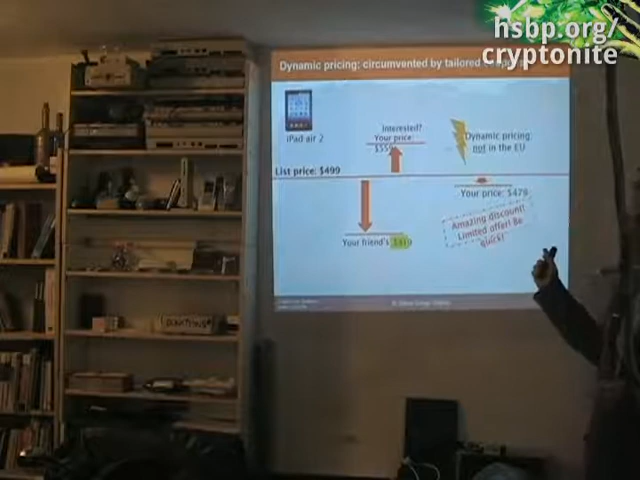 hsbp.org/
cryptonite
Dynamic pricing: circumvented by tailored
iPad air 2
Interested?
Your price:
Dynamic pricing:
not in the EU
List price: $499
Your price: $479
Amazing discount!
Limited offer! Be
quick!
Your friend's
DONATIONS